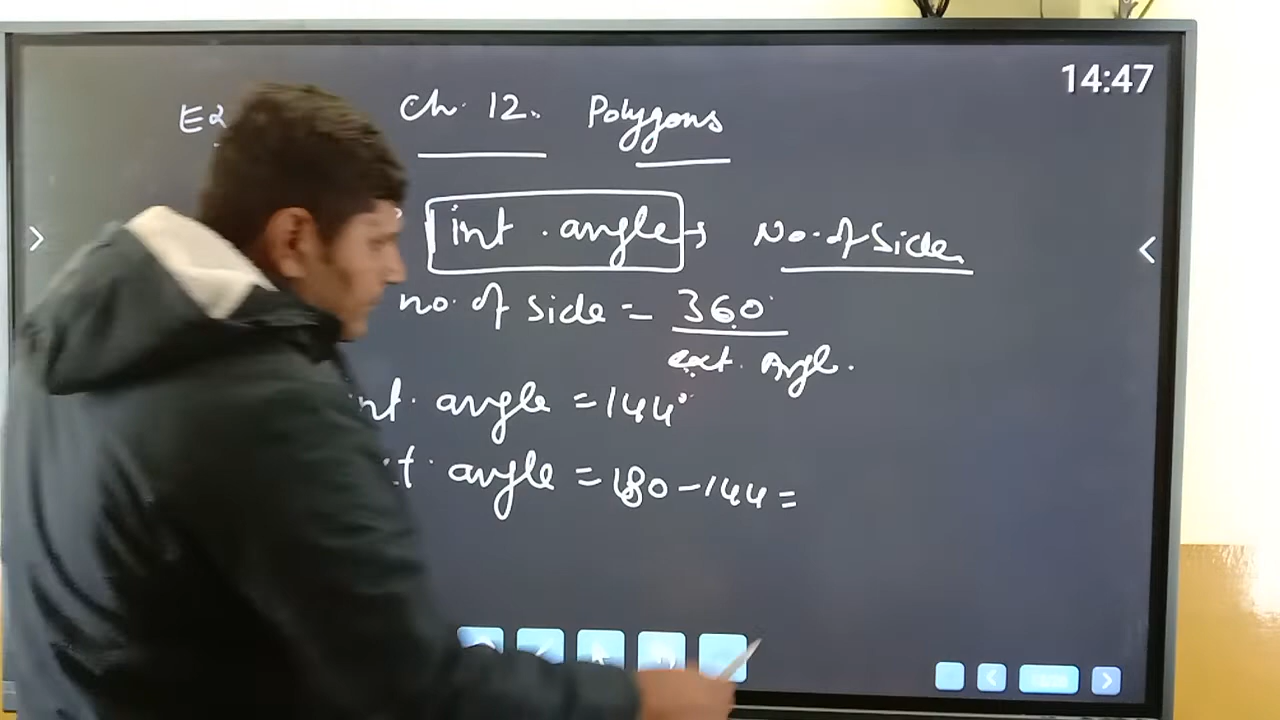 14:47
Ch. 12. Polygons
int. angle → No. of Side
no. of side = 360°
ext. Angle.
int. angle = 144°
angle = 180 - 144 =